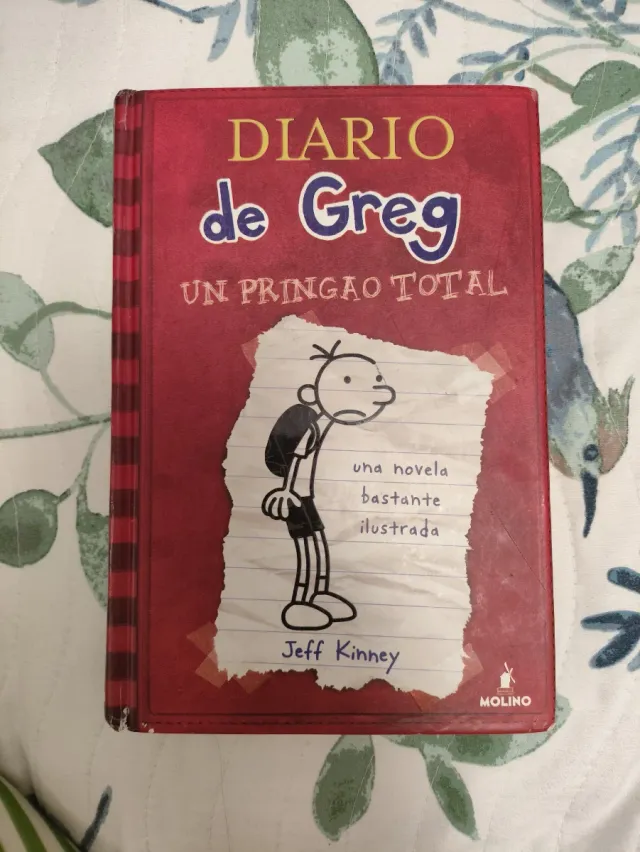 DIARIO
de Greg
UN PRINGAO TOTAL
una novela
bastante
ilustrada
Jeff Kinney
MOLINO